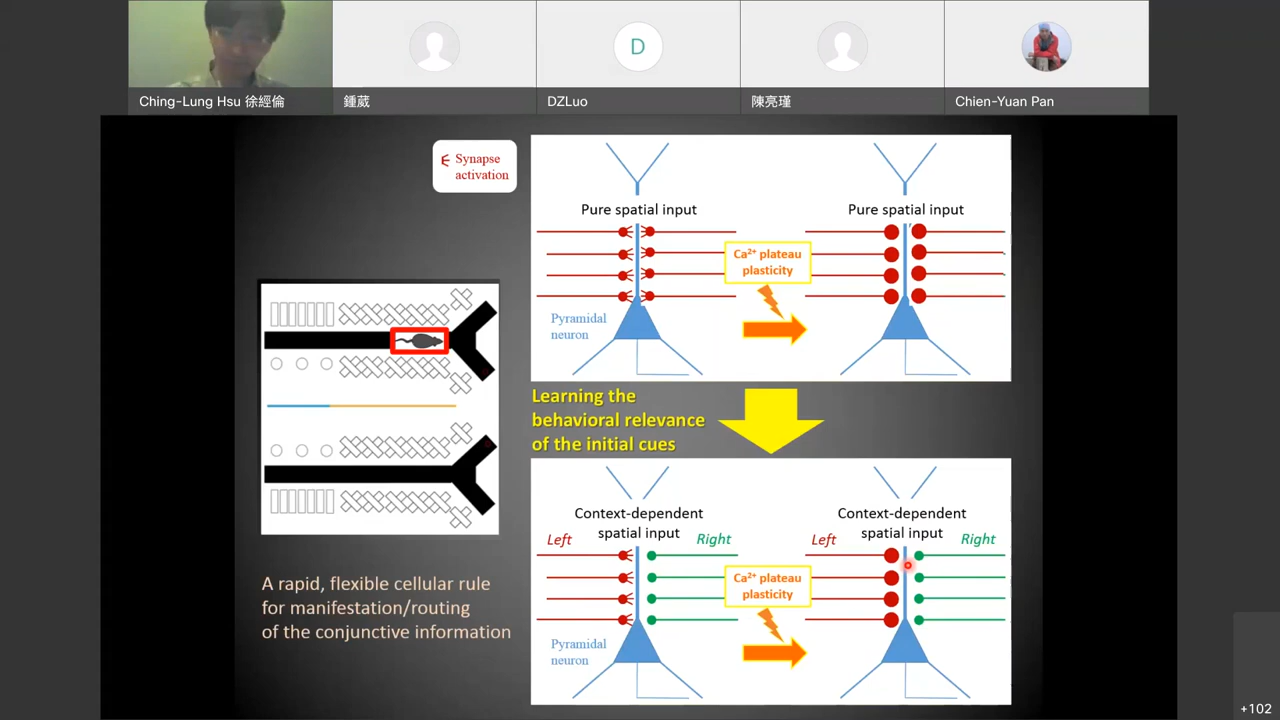 Ching-Lung Hsu 徐經倫
鍾葳
D
DZLuo
陳亮瑾
Chien-Yuan Pan
Synapse
activation
Pure spatial input
Pure spatial input
Ca²⁺ plateau
plasticity
Pyramidal
neuron
Learning the
behavioral relevance
of the initial cues
Context-dependent
spatial input
Context-dependent
spatial input
Left
Right
Left
Right
Ca²⁺ plateau
plasticity
Pyramidal
neuron
A rapid, flexible cellular rule
for manifestation/routing
of the conjunctive information
+102